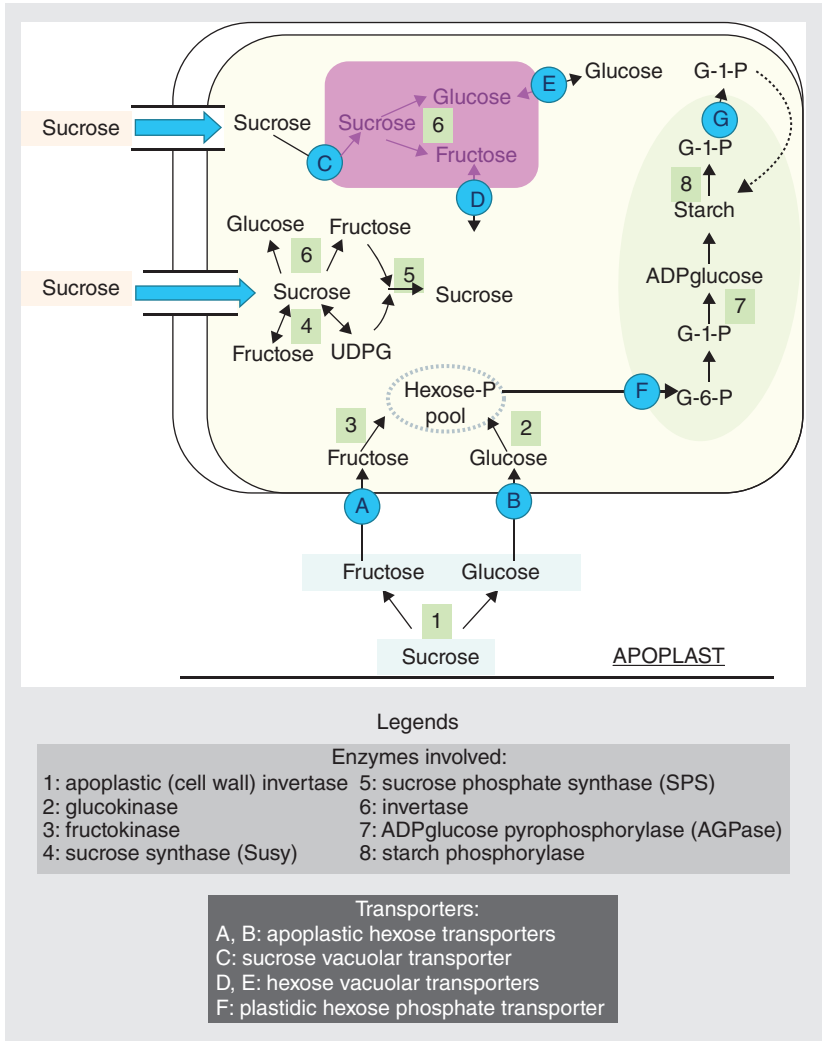 Glucose
G-1-P
E
Sucrose
Sucrose
Glucose
Sucrose
6
G
C
Fructose
G-1-P
8
D
Starch
Glucose
Fructose
6
5
ADPglucose
Sucrose
Sucrose
Sucrose
7
4
G-1-P
Fructose
UDPG
Hexose-P
pool
F
G-6-P
3
2
Fructose
Glucose
A
B
Fructose
Glucose
1
Sucrose
APOPLAST
Legends
Enzymes involved:
1: apoplastic (cell wall) invertase
2: glucokinase
3: fructokinase
4: sucrose synthase (Susy)
5: sucrose phosphate synthase (SPS)
6: invertase
7: ADPglucose pyrophosphorylase (AGPase)
8: starch phosphorylase
Transporters:
A, B: apoplastic hexose transporters
C: sucrose vacuolar transporter
D, E: hexose vacuolar transporters
F: plastidic hexose phosphate transporter